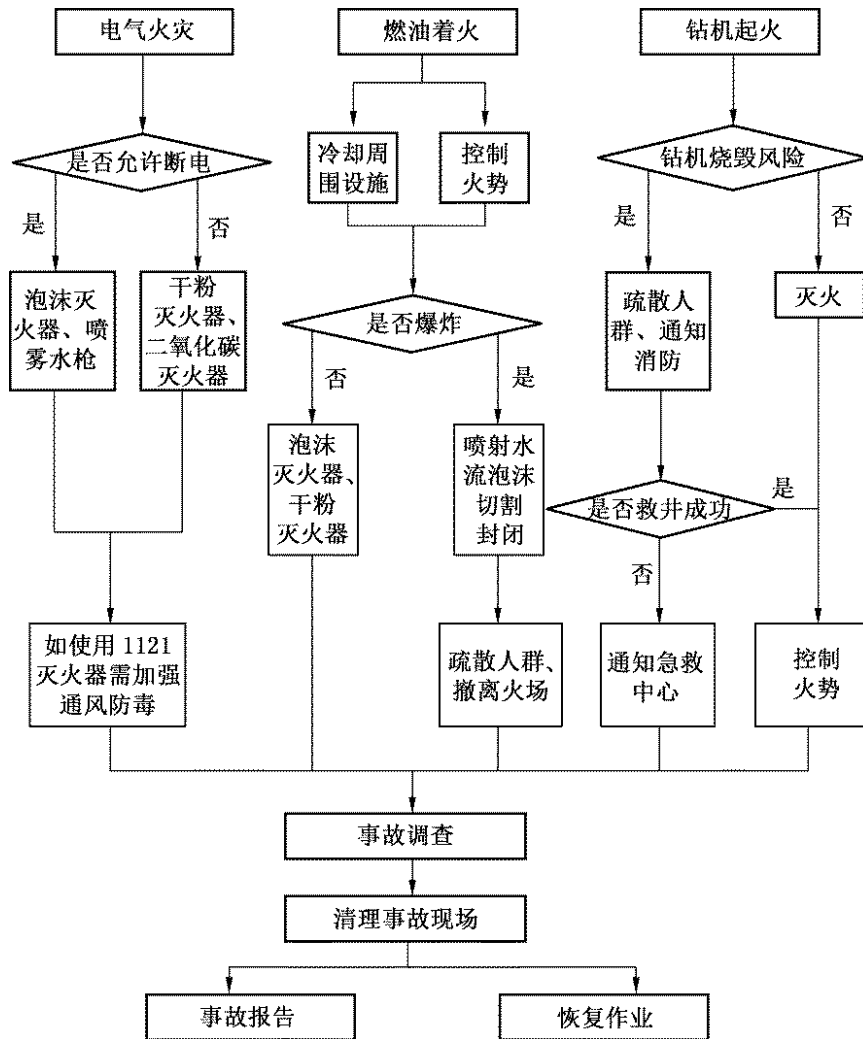 电气火灾
燃油着火
钻机起火
是否允许断电
冷却周
围设施
控制
火势
钻机烧毁风险
是
否
是
否
泡沫灭
火器、喷
雾水枪
干粉
灭火器、
二氧化碳
灭火器
是否爆炸
疏散人
群、通知
消防
灭火
否
是
泡沫
灭火器、
干粉
灭火器
喷射水
流泡沫
切割
封闭
是否救井成功
是
否
如使用1121
灭火器需加强
通风防毒
疏散人群、
撤离火场
通知急救
中心
控制
火势
事故调查
清理事故现场
事故报告
恢复作业